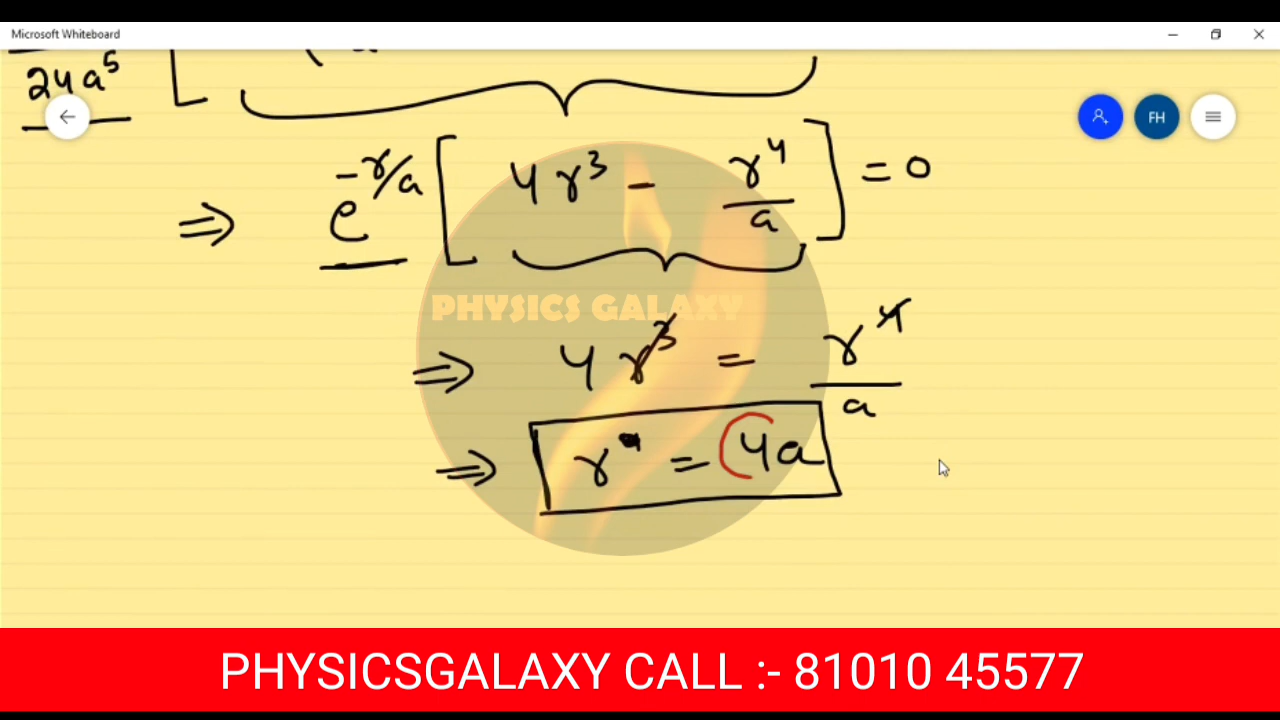 Microsoft Whiteboard
24a⁵ [
FH
⇒ e^(-r/a) [ 4r³ - r⁴/a ] = 0
PHYSICS GALAXY
⇒ 4r³ = r⁴/a
⇒ r = 4a
PHYSICSGALAXY CALL :- 81010 45577